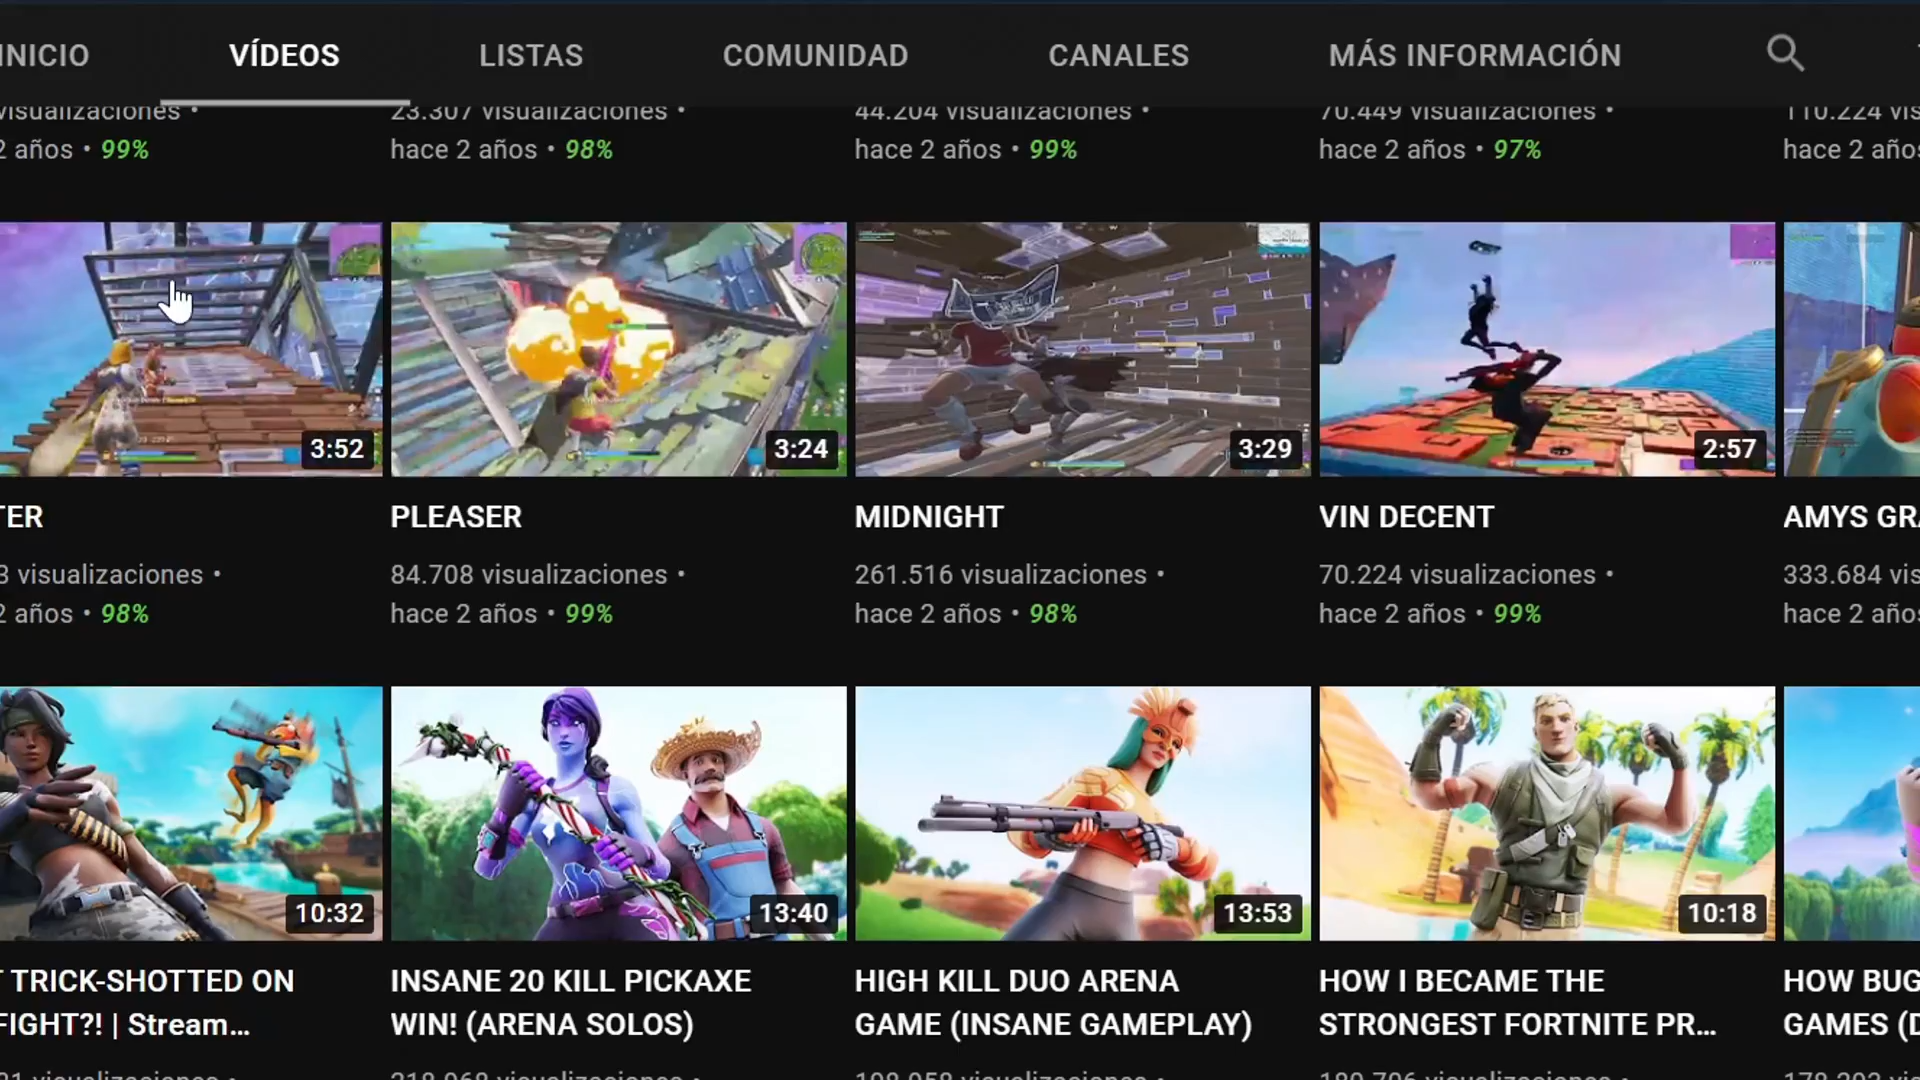 INICIO VÍDEOS LISTAS COMUNIDAD CANALES MÁS INFORMACIÓN
visualizaciones • 23.307 visualizaciones • 44.204 visualizaciones • 70.449 visualizaciones • 110.224 vis
2 años • 99% hace 2 años • 98% hace 2 años • 99% hace 2 años • 97% hace 2 años
3:52 3:24 3:29 2:57
TER PLEASER MIDNIGHT VIN DECENT AMYS GRA
3 visualizaciones • 84.708 visualizaciones • 261.516 visualizaciones • 70.224 visualizaciones • 333.684 vis
2 años • 98% hace 2 años • 99% hace 2 años • 98% hace 2 años • 99% hace 2 años
10:32 13:40 13:53 10:18
T TRICK-SHOTTED ON INSANE 20 KILL PICKAXE HIGH KILL DUO ARENA HOW I BECAME THE HOW BUG
FIGHT?! | Stream... WIN! (ARENA SOLOS) GAME (INSANE GAMEPLAY) STRONGEST FORTNITE PR... GAMES (D
visualizaciones • visualizaciones • visualizaciones • visualizaciones •